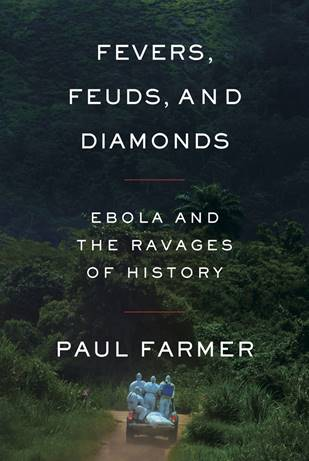 FEVERS,
FEUDS, AND
DIAMONDS
EBOLA AND
THE RAVAGES
OF HISTORY
PAUL FARMER